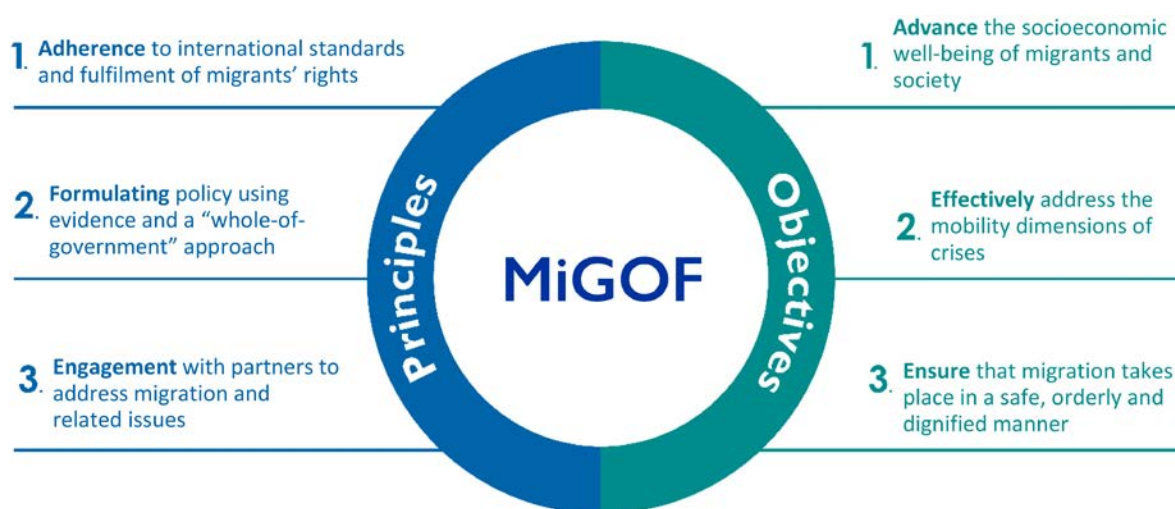 1. Adherence to international standards
and fulfilment of migrants’ rights
2. Formulating policy using
evidence and a “whole-of-
government” approach
3. Engagement with partners to
address migration and
related issues
Principles
MiGOF
Objectives
1. Advance the socioeconomic
well-being of migrants and
society
2. Effectively address the
mobility dimensions of
crises
3. Ensure that migration takes
place in a safe, orderly and
dignified manner